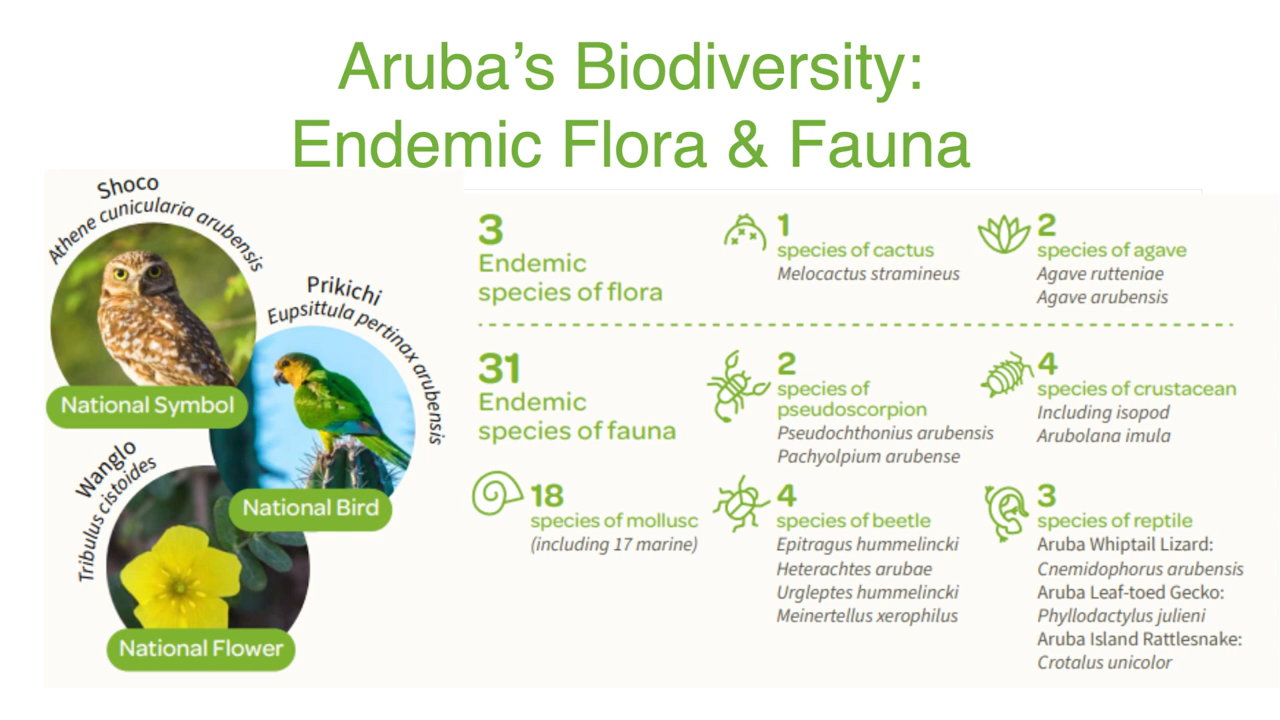 Aruba’s Biodiversity:
Endemic Flora & Fauna
Shoco
Athene cunicularia arubensis
National Symbol
Prikichi
Eupsittula pertinax arubensis
National Bird
Wanglo
Tribulus cistoides
National Flower
3
Endemic
species of flora
1
species of cactus
Melocactus stramineus
2
species of agave
Agave rutteniae
Agave arubensis
31
Endemic
species of fauna
2
species of
pseudoscorpion
Pseudochthonius arubensis
Pachyolpium arubense
4
species of crustacean
Including isopod
Arubolana imula
18
species of mollusc
(including 17 marine)
4
species of beetle
Epitragus hummelincki
Heterachtes arubae
Urgleptes hummelincki
Meinertellus xerophilus
3
species of reptile
Aruba Whiptail Lizard:
Cnemidophorus arubensis
Aruba Leaf-toed Gecko:
Phyllodactylus julieni
Aruba Island Rattlesnake:
Crotalus unicolor